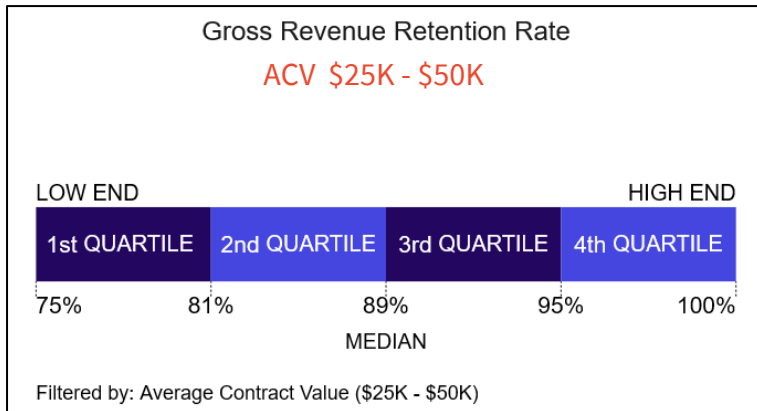 Gross Revenue Retention Rate
ACV $25K - $50K
LOW END HIGH END
1st QUARTILE 2nd QUARTILE 3rd QUARTILE 4th QUARTILE
75% 81% 89% 95% 100%
MEDIAN
Filtered by: Average Contract Value ($25K - $50K)